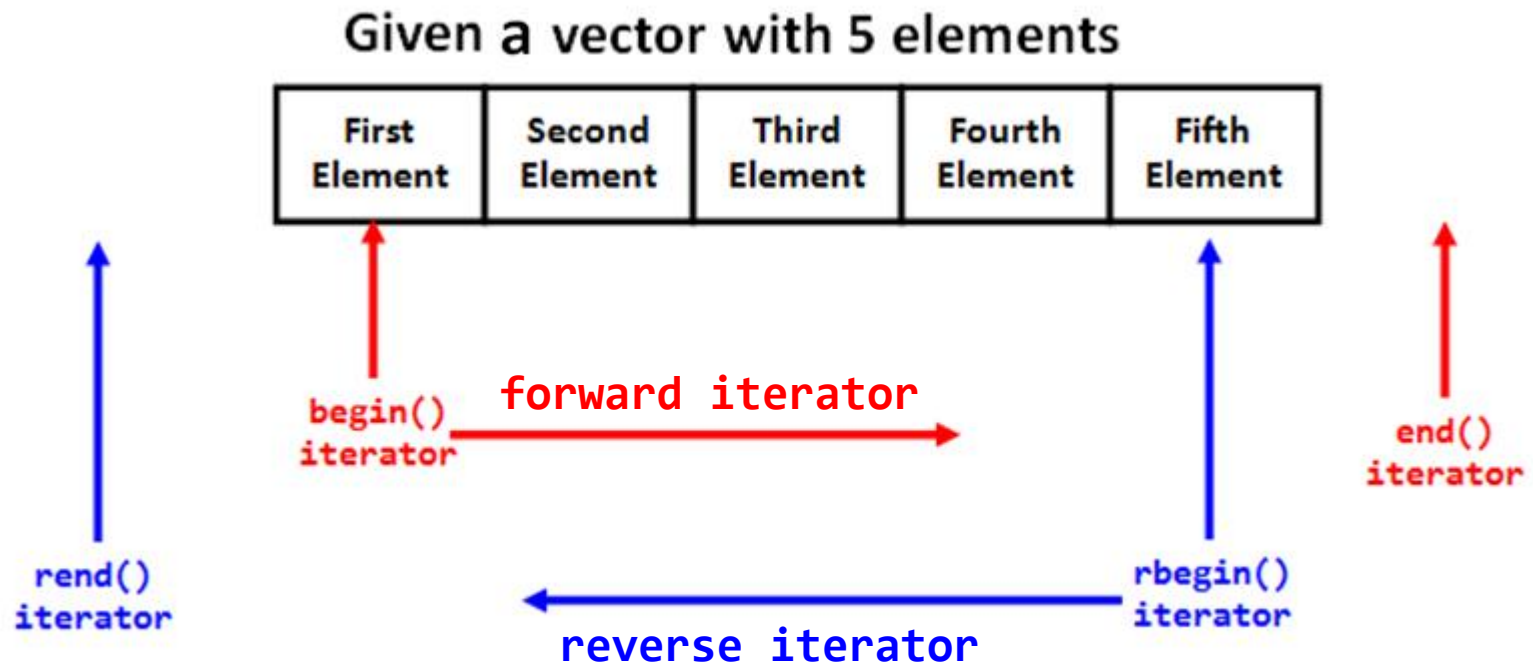 Given a vector with 5 elements
First
Element
Second
Element
Third
Element
Fourth
Element
Fifth
Element
begin()
iterator
forward iterator
end()
iterator
rend()
iterator
rbegin()
iterator
reverse iterator